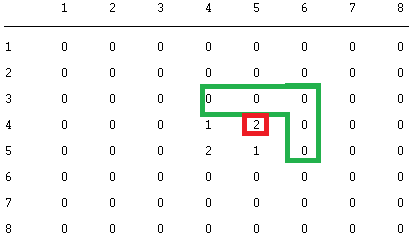 1 2 3 4 5 6 7 8
1 0 0 0 0 0 0 0 0
2 0 0 0 0 0 0 0 0
3 0 0 0 0 0 0 0 0
4 0 0 0 1 2 0 0 0
5 0 0 0 2 1 0 0 0
6 0 0 0 0 0 0 0 0
7 0 0 0 0 0 0 0 0
8 0 0 0 0 0 0 0 0